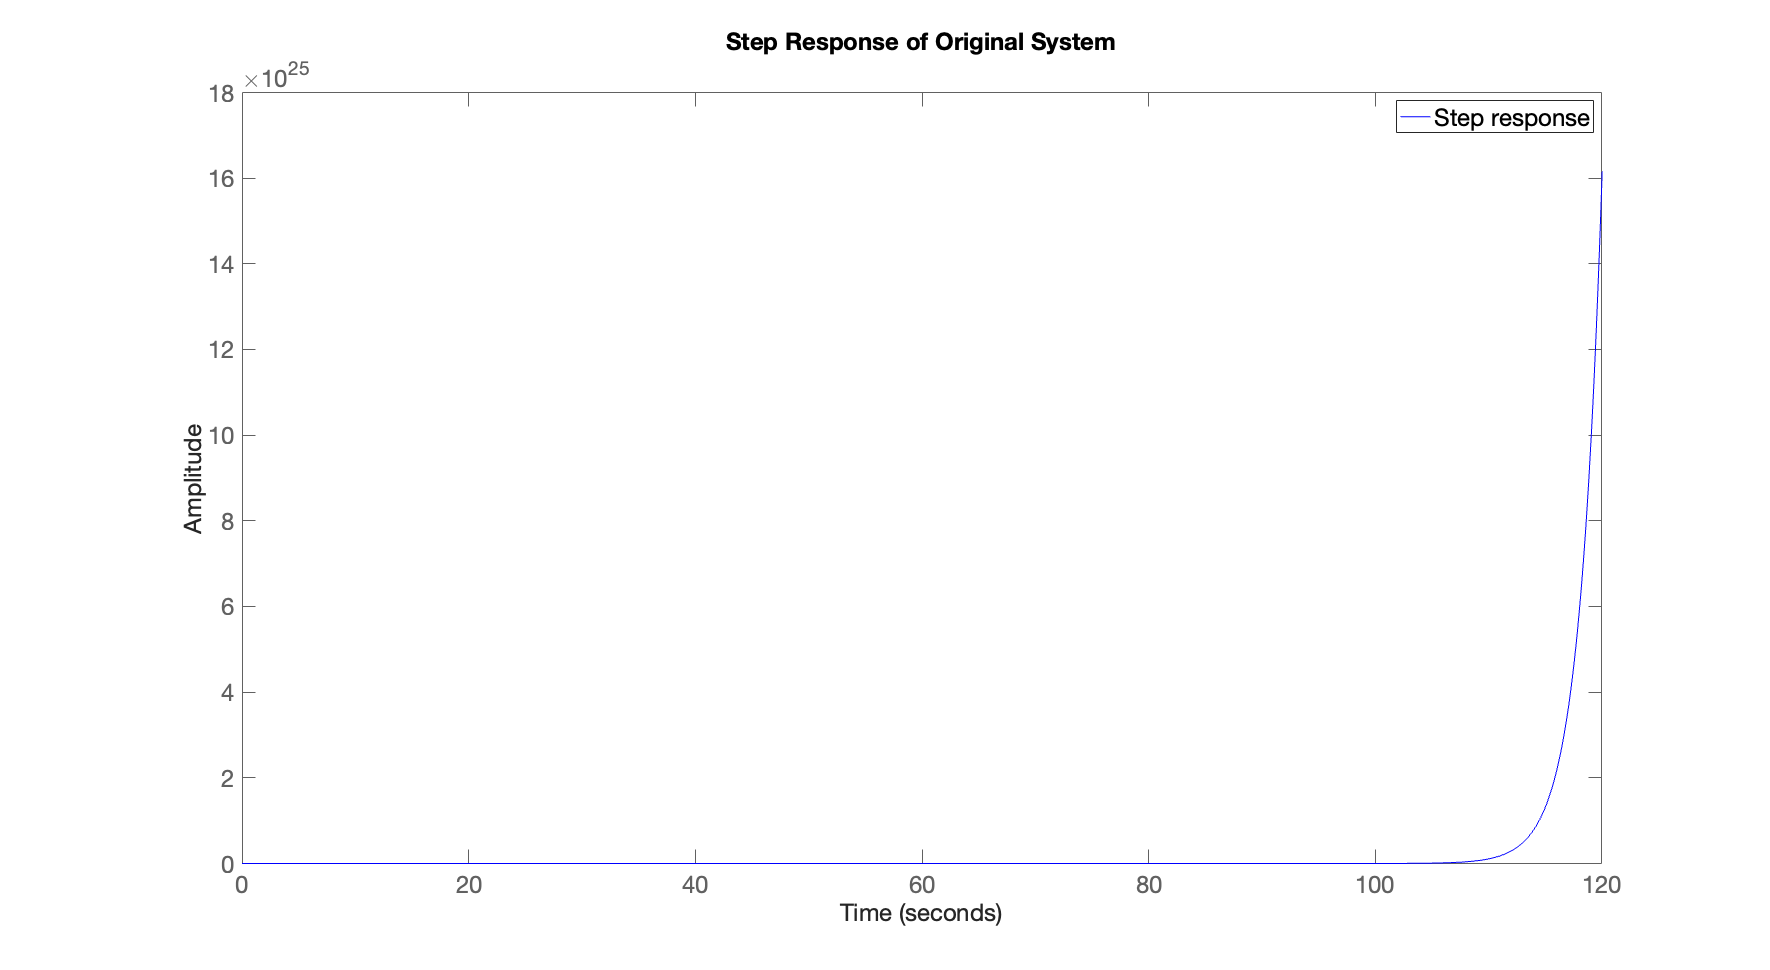 Step Response of Original System
×10^25
Step response
18
16
14
12
10
8
6
4
2
0
Amplitude
0 20 40 60 80 100 120
Time (seconds)